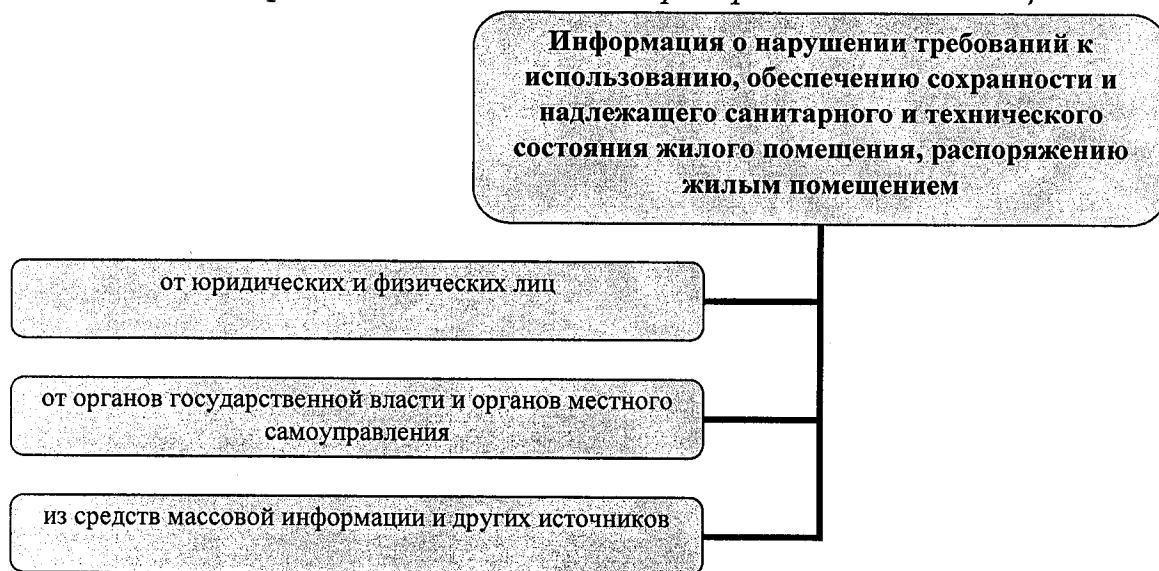 Информация о нарушении требований к
использованию, обеспечению сохранности и
надлежащего санитарного и технического
состояния жилого помещения, распоряжению
жилым помещением
от юридических и физических лиц
от органов государственной власти и органов местного
самоуправления
из средств массовой информации и других источников